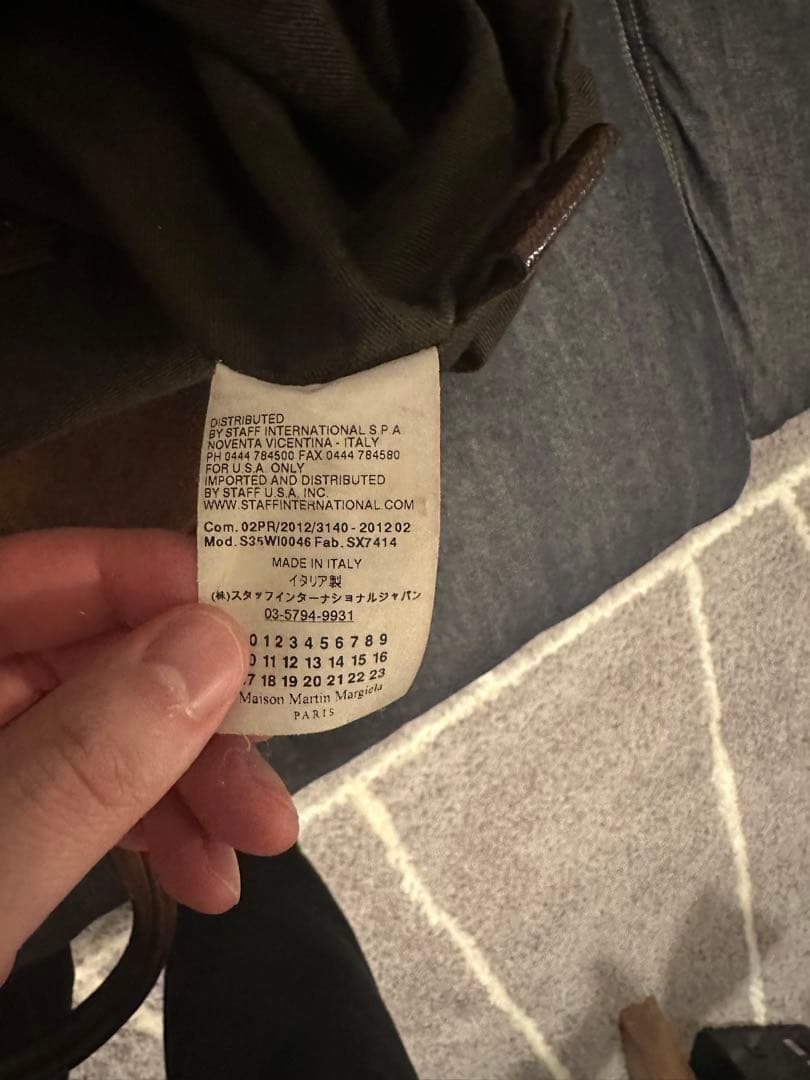 DISTRIBUTED
BY STAFF INTERNATIONAL S.P.A
NOVENTA VICENTINA - ITALY
PH 0444 784500 FAX 0444 784580
FOR U.S.A. ONLY
IMPORTED AND DISTRIBUTED
BY STAFF U.S.A. INC.
WWW.STAFFINTERNATIONAL.COM
Com. 02PR/2012/3140 - 2012 02
Mod. S35WI0046 Fab. SX7414
MADE IN ITALY
イタリア製
(株)スタッフインターナショナルジャパン
03-5794-9931
0 1 2 3 4 5 6 7 8 9
11 12 13 14 15 16
18 19 20 21 22 23
Maison Martin Margiela
PARIS